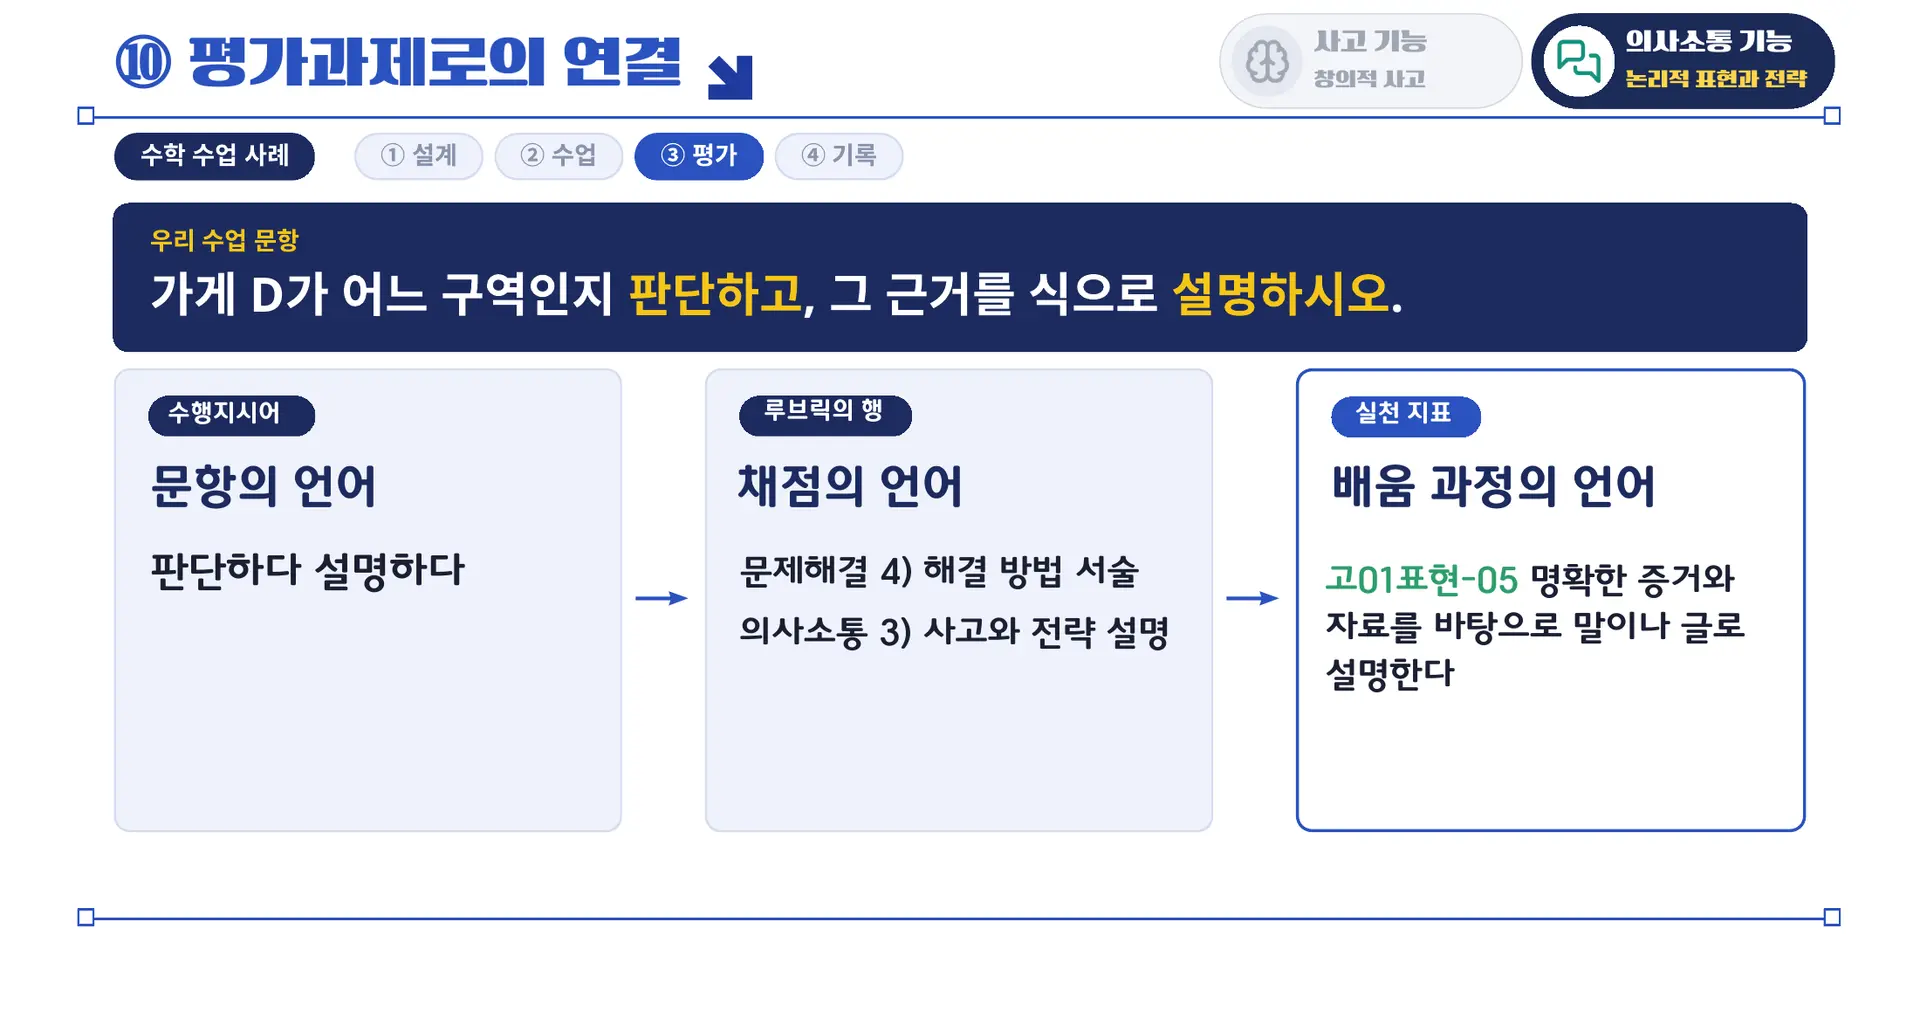 ⑩ 평가과제로의 연결
사고 기능
창의적 사고
의사소통 기능
논리적 표현과 전략
수학 수업 사례
① 설계
② 수업
③ 평가
④ 기록
우리 수업 문항
가게 D가 어느 구역인지 판단하고, 그 근거를 식으로 설명하시오.
수행지시어
문항의 언어
판단하다 설명하다
루브릭의 행
채점의 언어
문제해결 4) 해결 방법 서술
의사소통 3) 사고와 전략 설명
실천 지표
배움 과정의 언어
고01표현-05 명확한 증거와
자료를 바탕으로 말이나 글로
설명한다